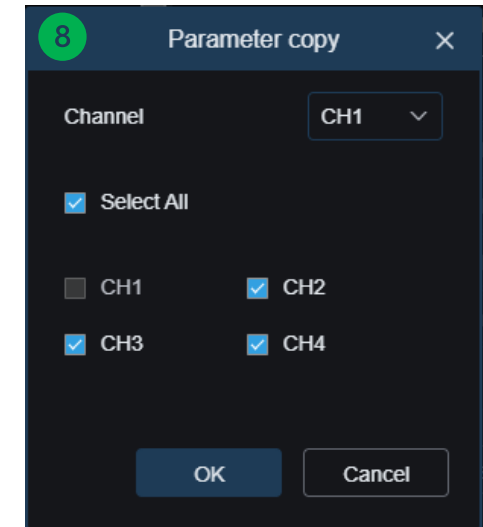 8 Parameter copy
Channel CH1
Select All
CH1 CH2
CH3 CH4
OK Cancel